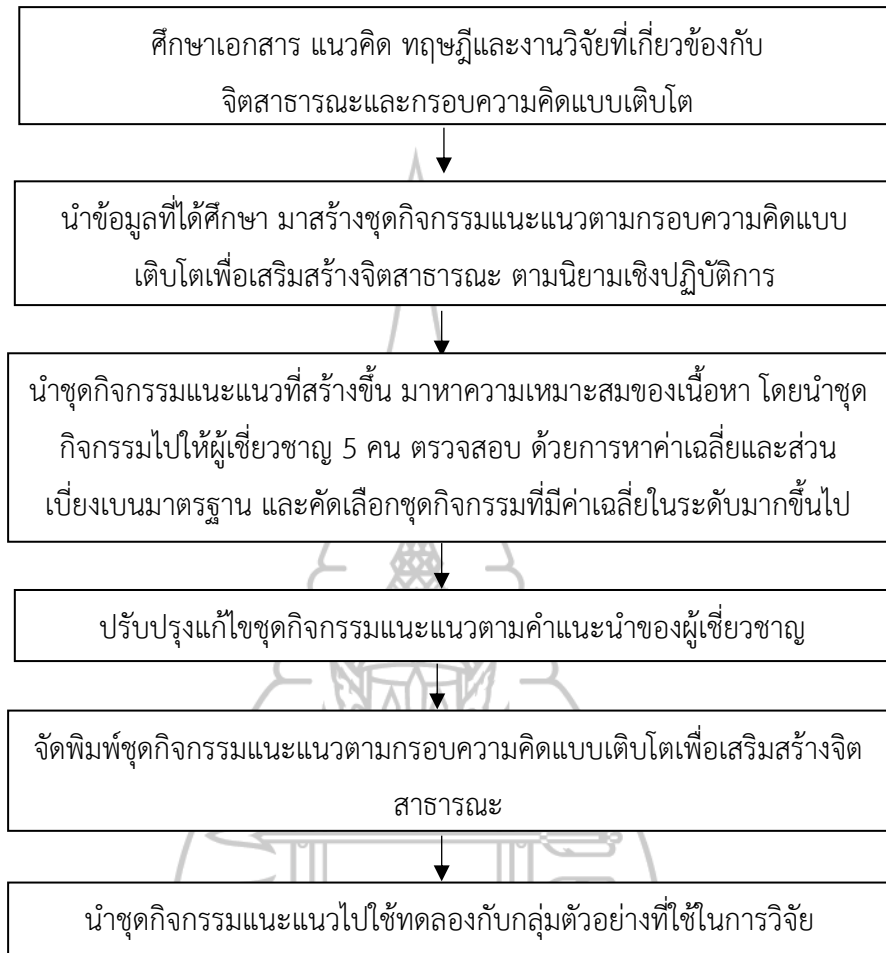 ศึกษาเอกสาร แนวคิด ทฤษฎีและงานวิจัยที่เกี่ยวข้องกับ
จิตสาธารณะและกรอบความคิดแบบเติบโต
นำข้อมูลที่ได้ศึกษา มาสร้างชุดกิจกรรมแนะแนวตามกรอบความคิดแบบ
เติบโตเพื่อเสริมสร้างจิตสาธารณะ ตามนิยามเชิงปฏิบัติการ
นำชุดกิจกรรมแนะแนวที่สร้างขึ้น มาหาความเหมาะสมของเนื้อหา โดยนำชุด
กิจกรรมไปให้ผู้เชี่ยวชาญ 5 คน ตรวจสอบ ด้วยการหาค่าเฉลี่ยและส่วน
เบี่ยงเบนมาตรฐาน และคัดเลือกชุดกิจกรรมที่มีค่าเฉลี่ยในระดับมากขึ้นไป
ปรับปรุงแก้ไขชุดกิจกรรมแนะแนวตามคำแนะนำของผู้เชี่ยวชาญ
จัดพิมพ์ชุดกิจกรรมแนะแนวตามกรอบความคิดแบบเติบโตเพื่อเสริมสร้างจิต
สาธารณะ
นำชุดกิจกรรมแนะแนวไปใช้ทดลองกับกลุ่มตัวอย่างที่ใช้ในการวิจัย